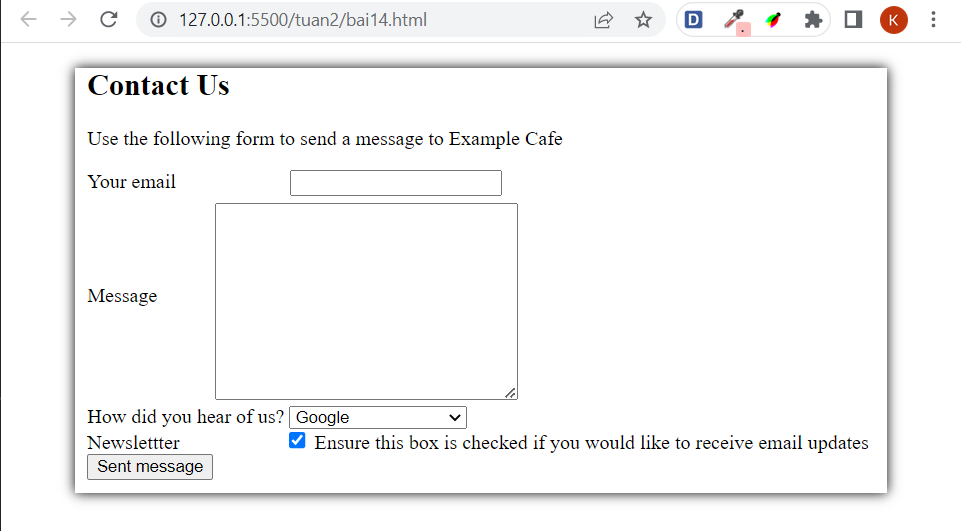 127.0.0.1:5500/tuan2/bai14.html
D
.
K
Contact Us
Use the following form to send a message to Example Cafe
Your email
Message
How did you hear of us? Google
Newslettter Ensure this box is checked if you would like to receive email updates
Sent message